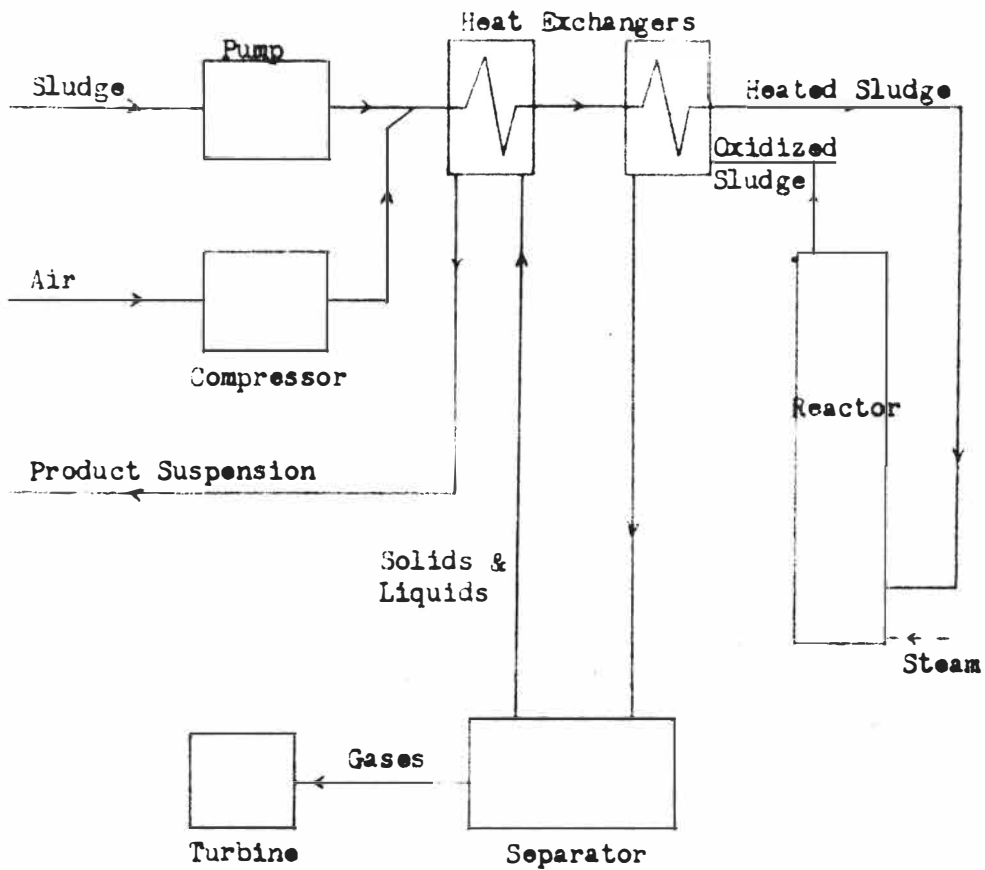 Heat Exchangers
Pump
Sludge
Heated Sludge
Oxidized
Sludge
Air
Compressor
Reactor
Product Suspension
Solids &
Liquids
Steam
Gases
Turbine
Separator